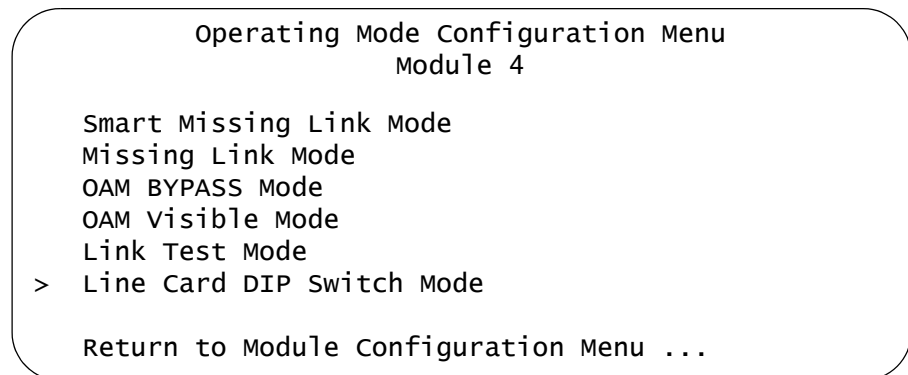 Operating Mode Configuration Menu
Module 4
Smart Missing Link Mode
Missing Link Mode
OAM BYPASS Mode
OAM Visible Mode
Link Test Mode
> Line Card DIP Switch Mode
Return to Module Configuration Menu ...